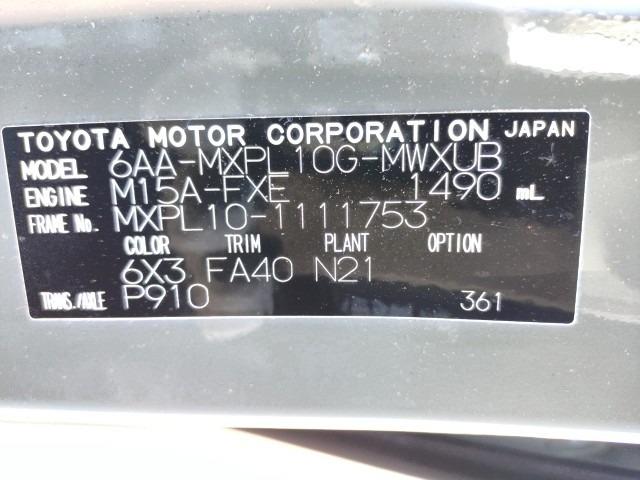 TOYOTA MOTOR CORPORATION JAPAN
MODEL 6AA-MXPL10G-MWXUB
ENGINE M15A-FXE 1490 mL
FRAME No. MXPL10-1111753
COLOR TRIM PLANT OPTION
6X3 FA40 N21
TRANS./AXLE P910 361